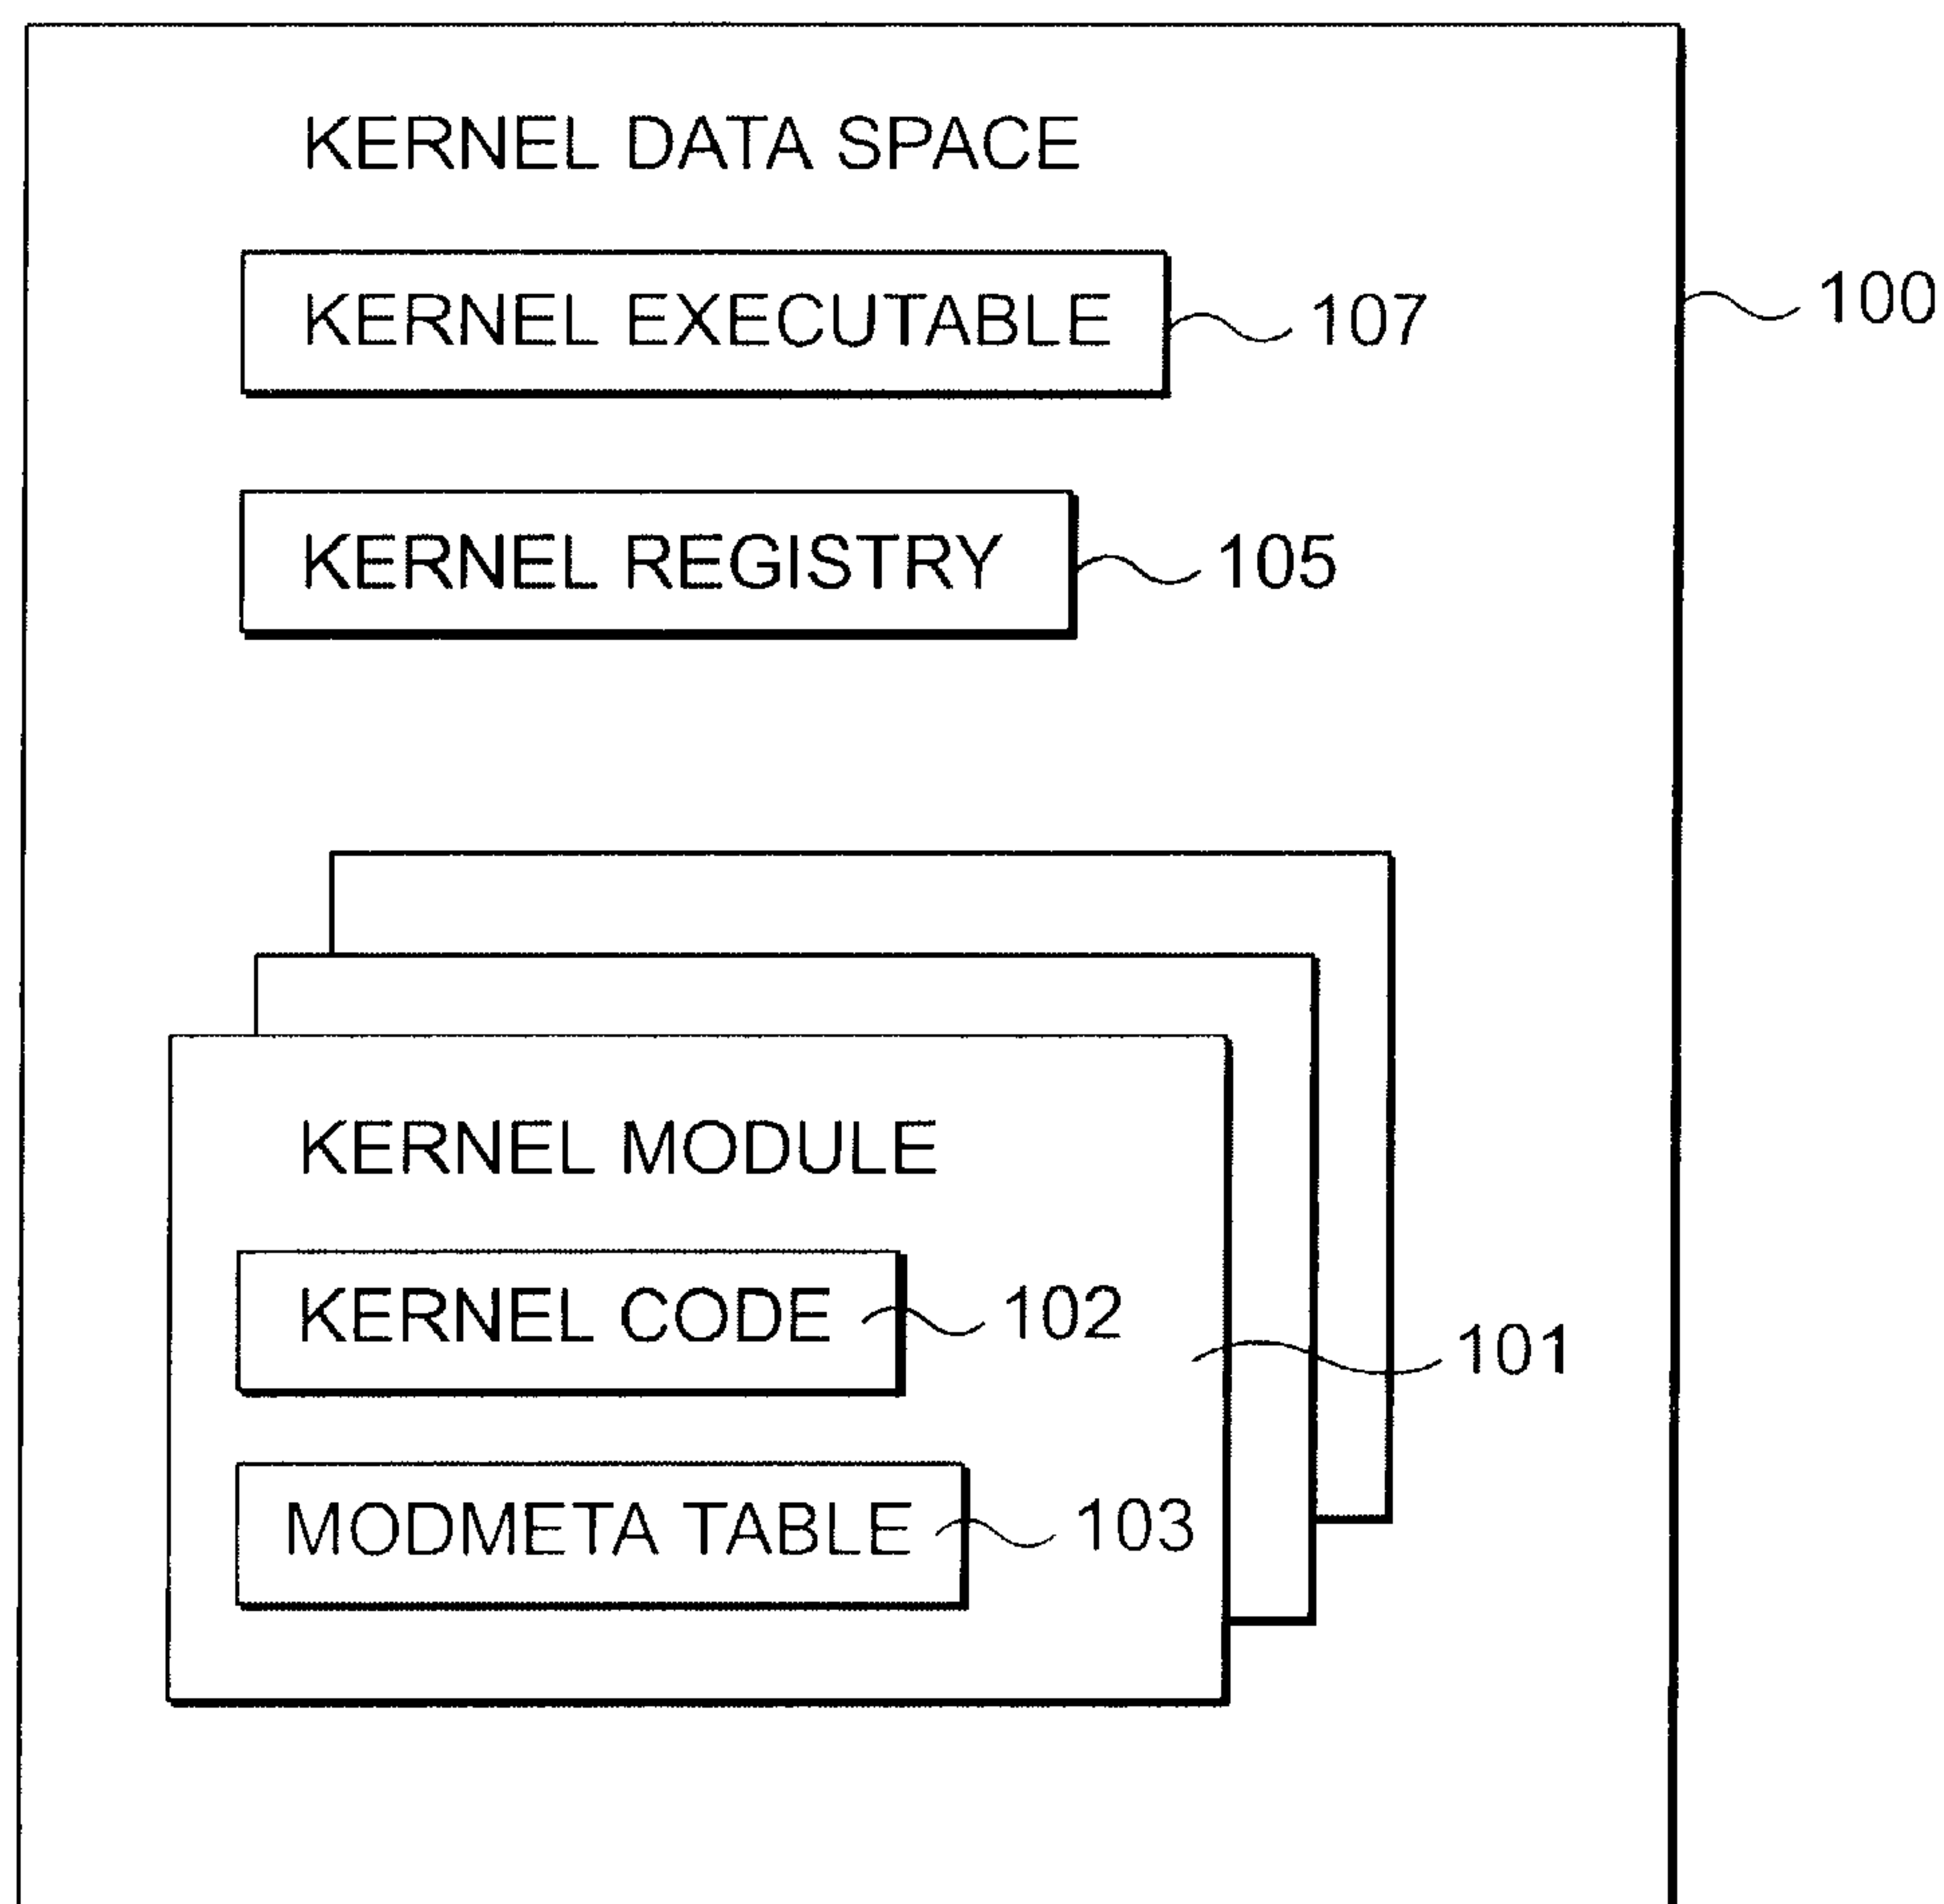 KERNEL DATA SPACE
KERNEL EXECUTABLE
107
100
KERNEL REGISTRY
105
KERNEL MODULE
KERNEL CODE
102
101
MODMETA TABLE
103